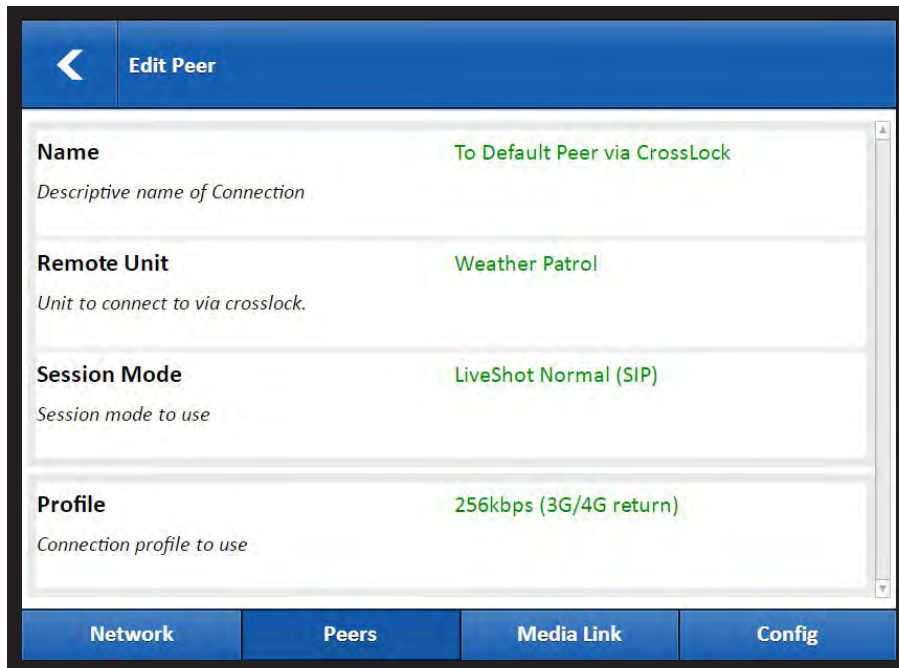 Edit Peer
Name To Default Peer via CrossLock
Descriptive name of Connection
Remote Unit Weather Patrol
Unit to connect to via crosslock.
Session Mode LiveShot Normal (SIP)
Session mode to use
Profile 256kbps (3G/4G return)
Connection profile to use
Network Peers Media Link Config